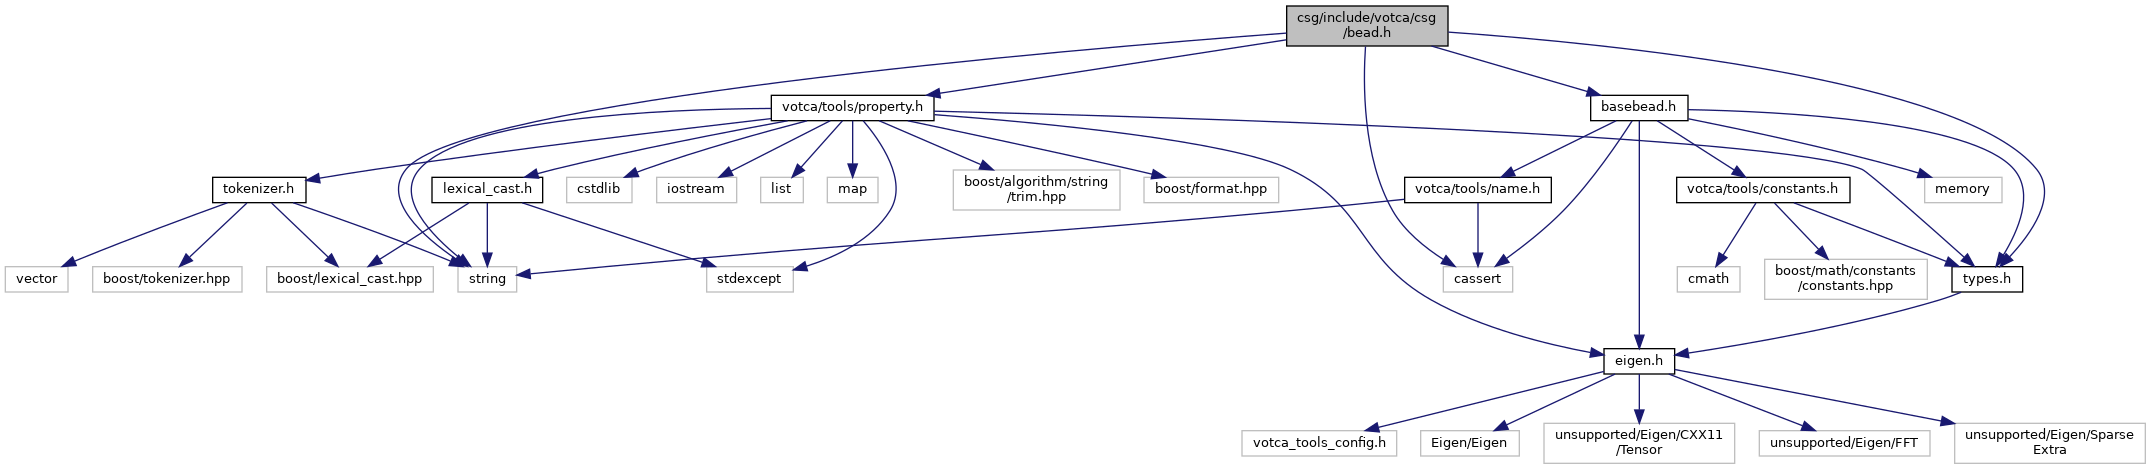 csg/include/votca/csg
/bead.h
votca/tools/property.h
basebead.h
tokenizer.h
lexical_cast.h
cstdlib
iostream
list
map
boost/algorithm/string
/trim.hpp
boost/format.hpp
votca/tools/name.h
votca/tools/constants.h
memory
vector
boost/tokenizer.hpp
boost/lexical_cast.hpp
string
stdexcept
cassert
cmath
boost/math/constants
/constants.hpp
types.h
eigen.h
votca_tools_config.h
Eigen/Eigen
unsupported/Eigen/CXX11
/Tensor
unsupported/Eigen/FFT
unsupported/Eigen/Sparse
Extra